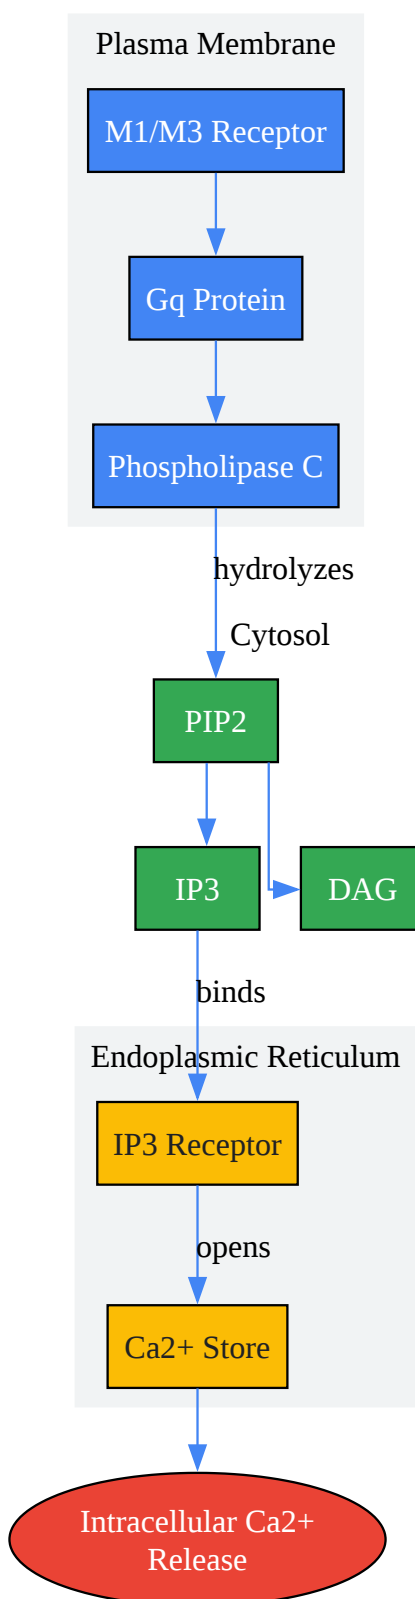 Plasma Membrane
M1/M3 Receptor
Gq Protein
Phospholipase C
hydrolyzes
Cytosol
PIP2
IP3
DAG
binds
Endoplasmic Reticulum
IP3 Receptor
opens
Ca2+ Store
Intracellular Ca2+
Release